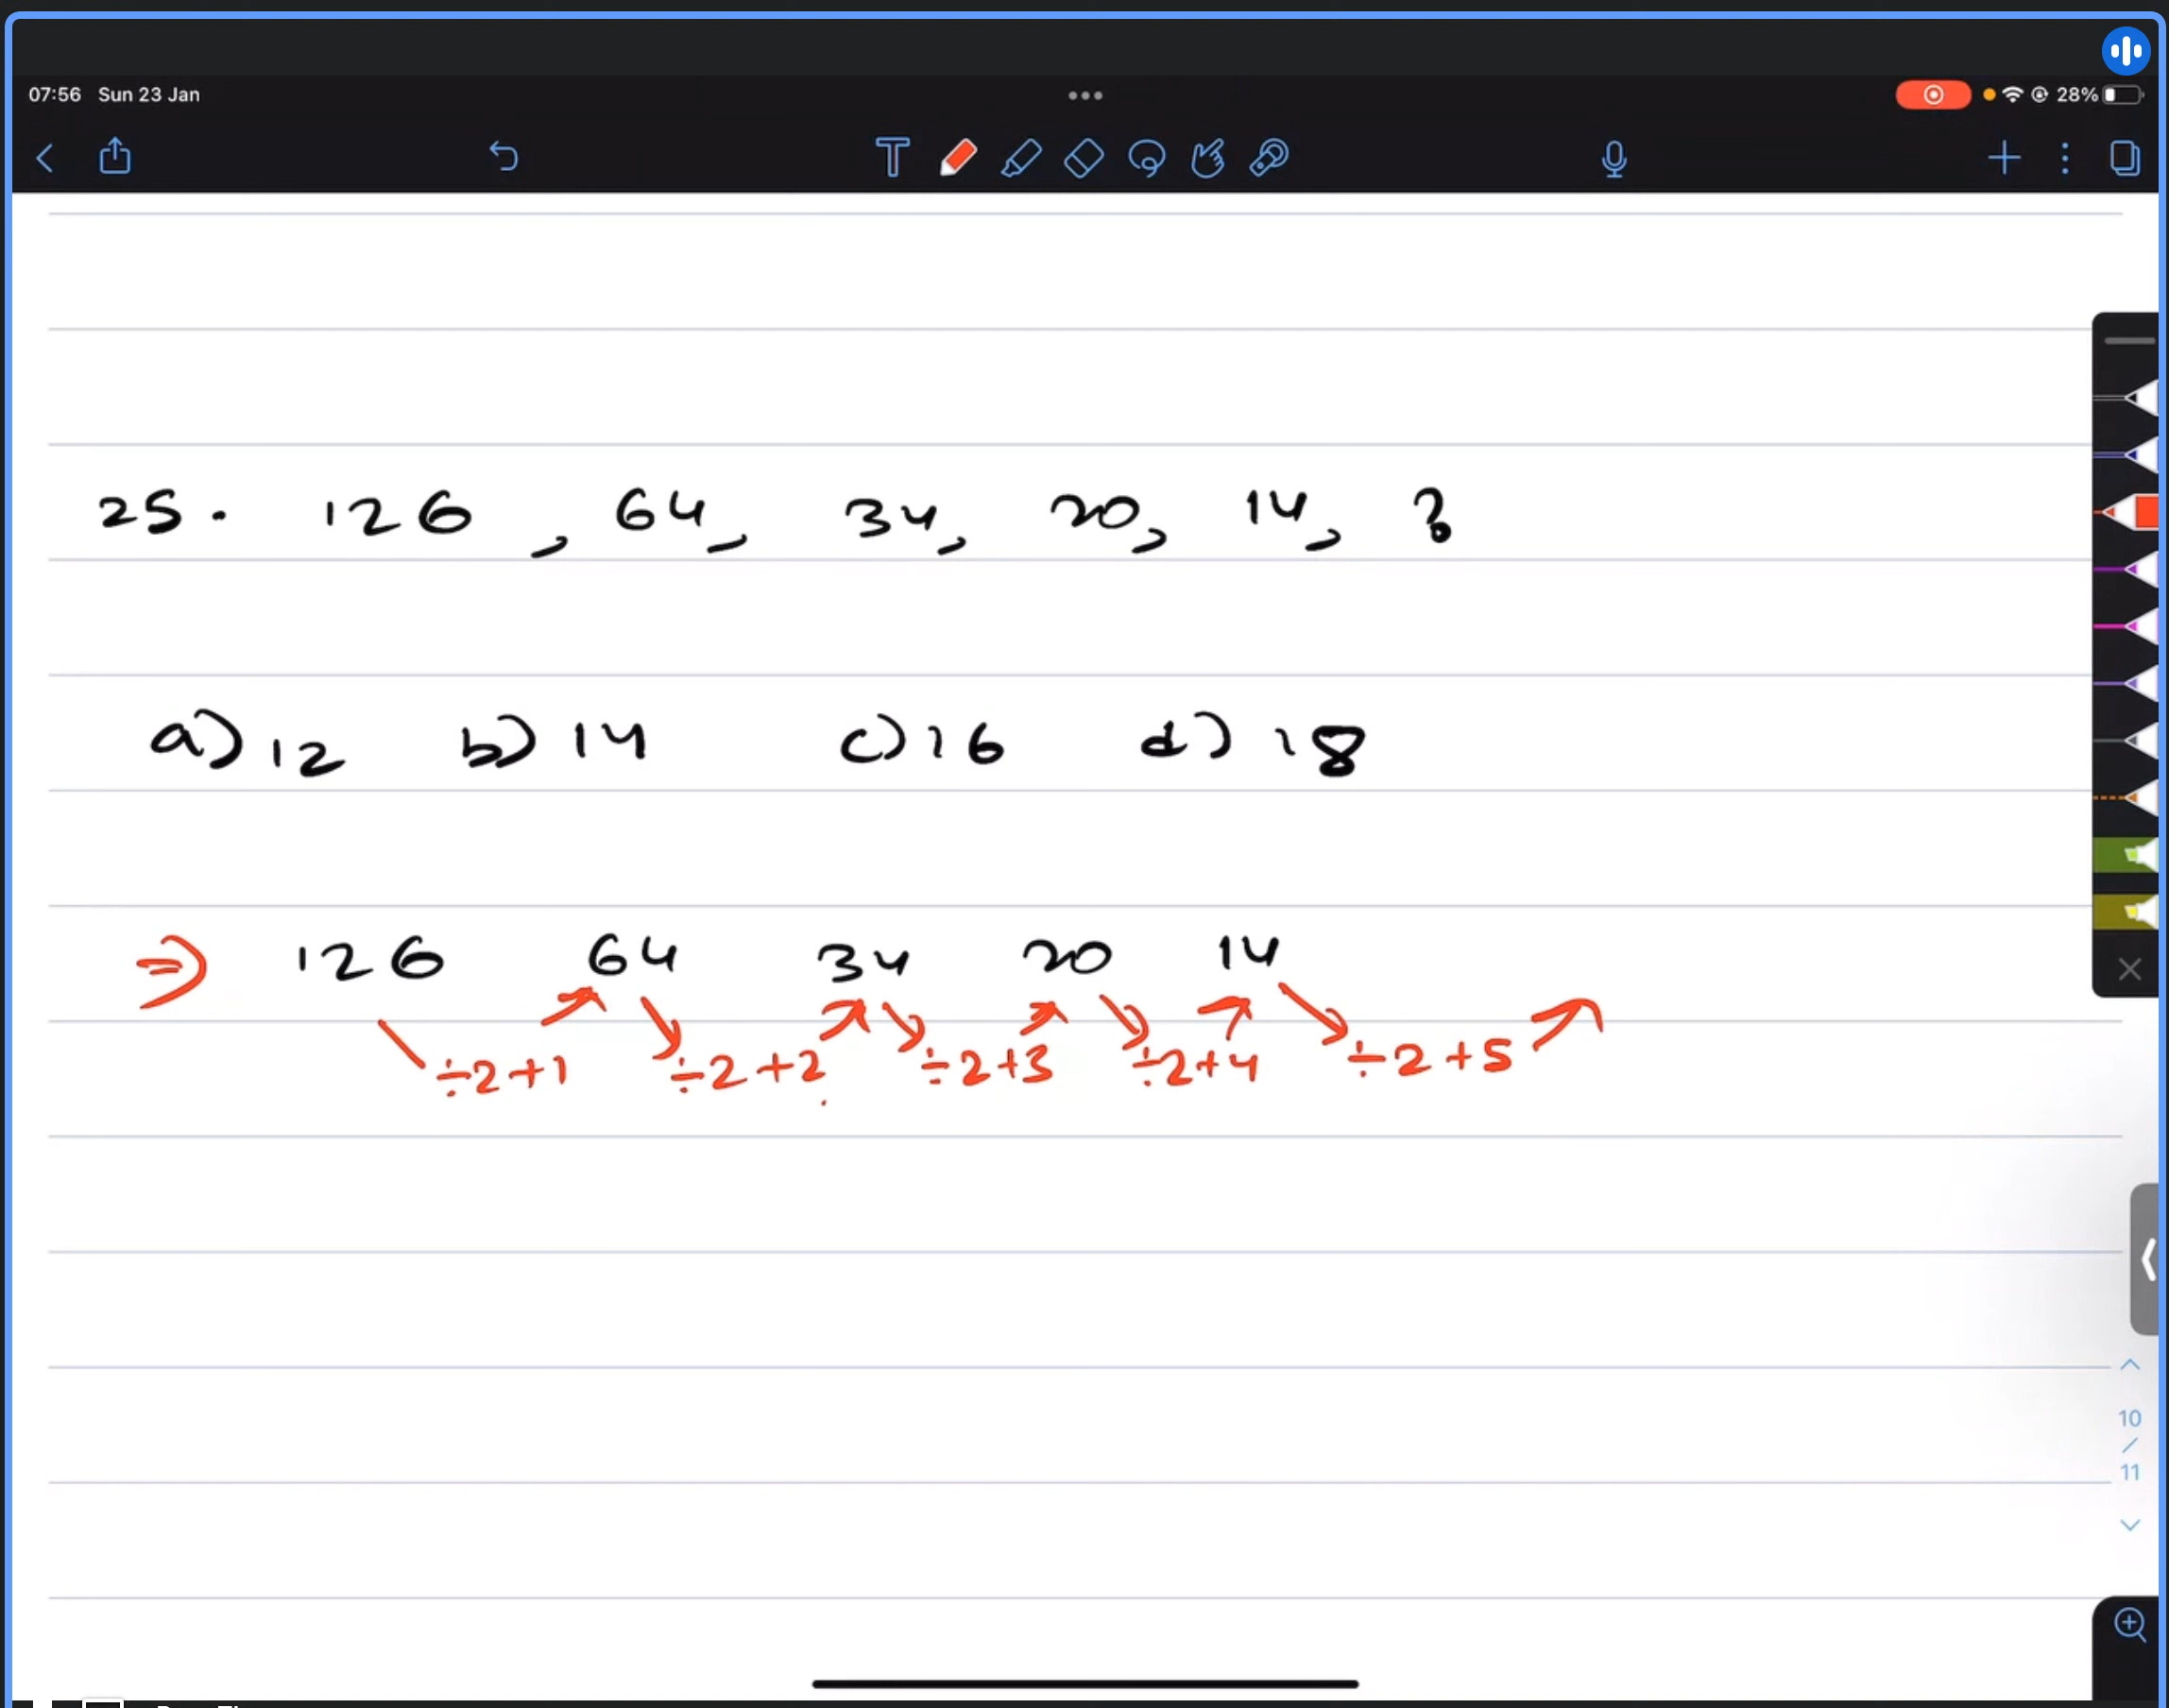 07:56 Sun 23 Jan 28%
T
25. 126, 64, 34, 20, 14, ?
a) 12 b) 14 c) 16 d) 18
⇒ 126 64 34 20 14
÷2+1 ÷2+2 ÷2+3 ÷2+4 ÷2+5
10
/
11